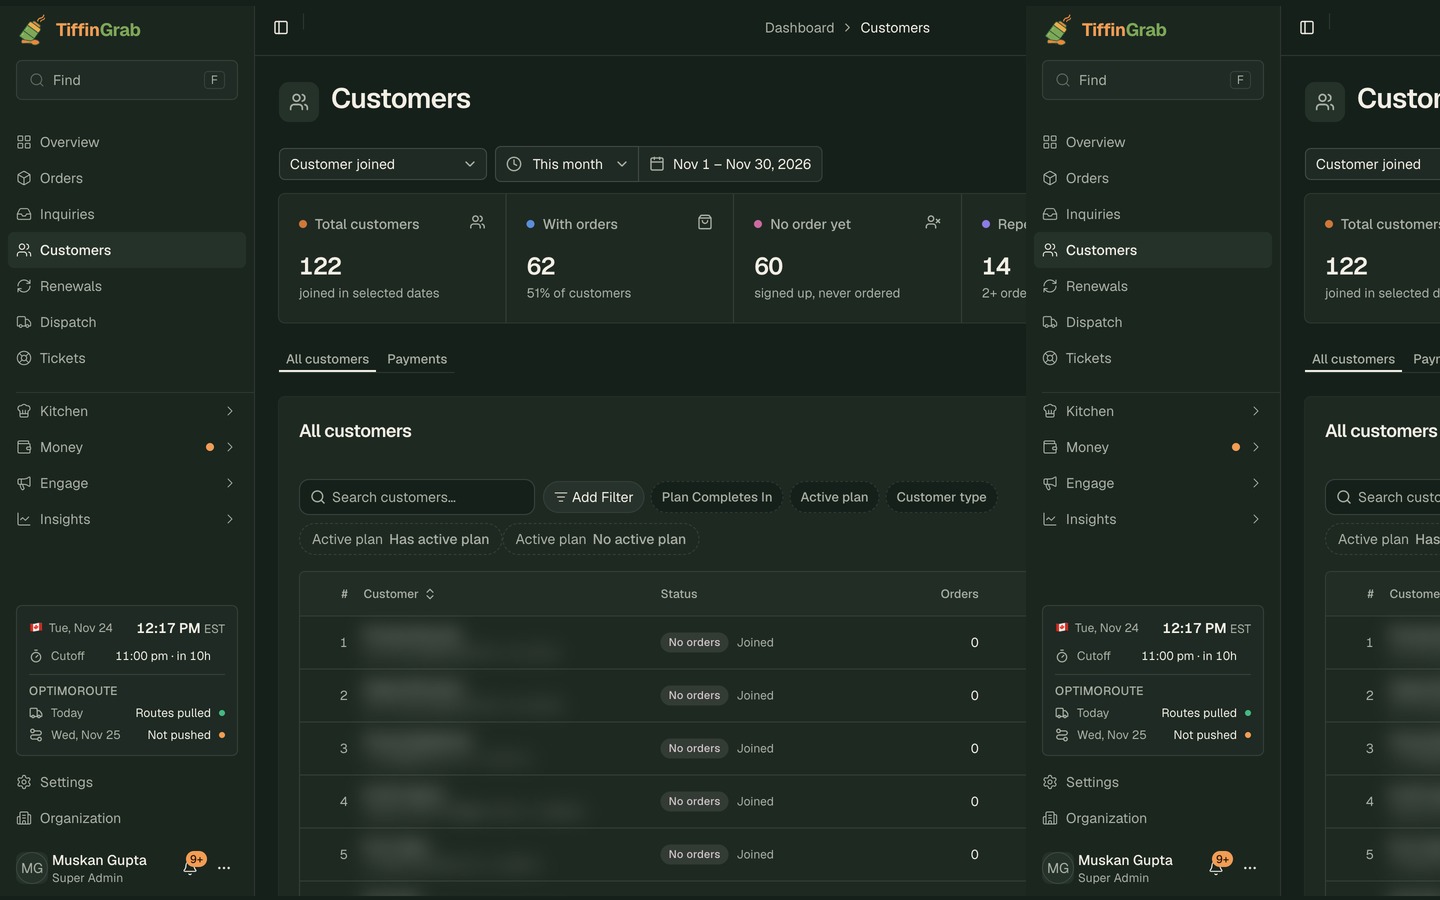 TiffinGrab
Find F
Overview
Orders
Inquiries
Customers
Renewals
Dispatch
Tickets
Kitchen
Money
Engage
Insights
Tue, Nov 24 12:17 PM EST
Cutoff 11:00 pm · in 10h
OPTIMOROUTE
Today Routes pulled
Wed, Nov 25 Not pushed
Settings
Organization
MG Muskan Gupta 9+
Super Admin
Dashboard > Customers
Customers
Customer joined This month Nov 1 – Nov 30, 2026
Total customers
122
joined in selected dates
With orders
62
51% of customers
No order yet
60
signed up, never ordered
Rep
14
2+ orde
All customers Payments
All customers
Search customers... Add Filter Plan Completes In Active plan Customer type
Active plan Has active plan Active plan No active plan
# Customer Status Orders
1 No orders Joined 0
2 No orders Joined 0
3 No orders Joined 0
4 No orders Joined 0
5 No orders Joined 0
TiffinGrab
Find F
Overview
Orders
Inquiries
Customers
Renewals
Dispatch
Tickets
Kitchen
Money
Engage
Insights
Tue, Nov 24 12:17 PM EST
Cutoff 11:00 pm · in 10h
OPTIMOROUTE
Today Routes pulled
Wed, Nov 25 Not pushed
Settings
Organization
MG Muskan Gupta 9+
Super Admin
Custo
Customer joined
Total customers
122
joined in selected d
All customers Payr
All customers
Search custo
Active plan Has
# Custome
1
2
3
4
5